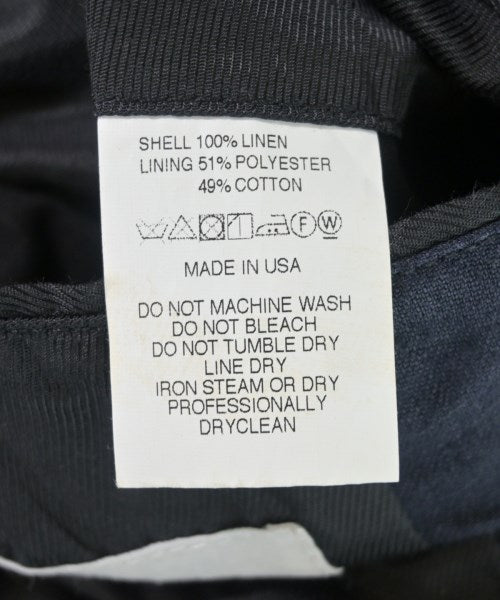 SHELL 100% LINEN
LINING 51% POLYESTER
49% COTTON
F W
MADE IN USA
DO NOT MACHINE WASH
DO NOT BLEACH
DO NOT TUMBLE DRY
LINE DRY
IRON STEAM OR DRY
PROFESSIONALLY
DRYCLEAN